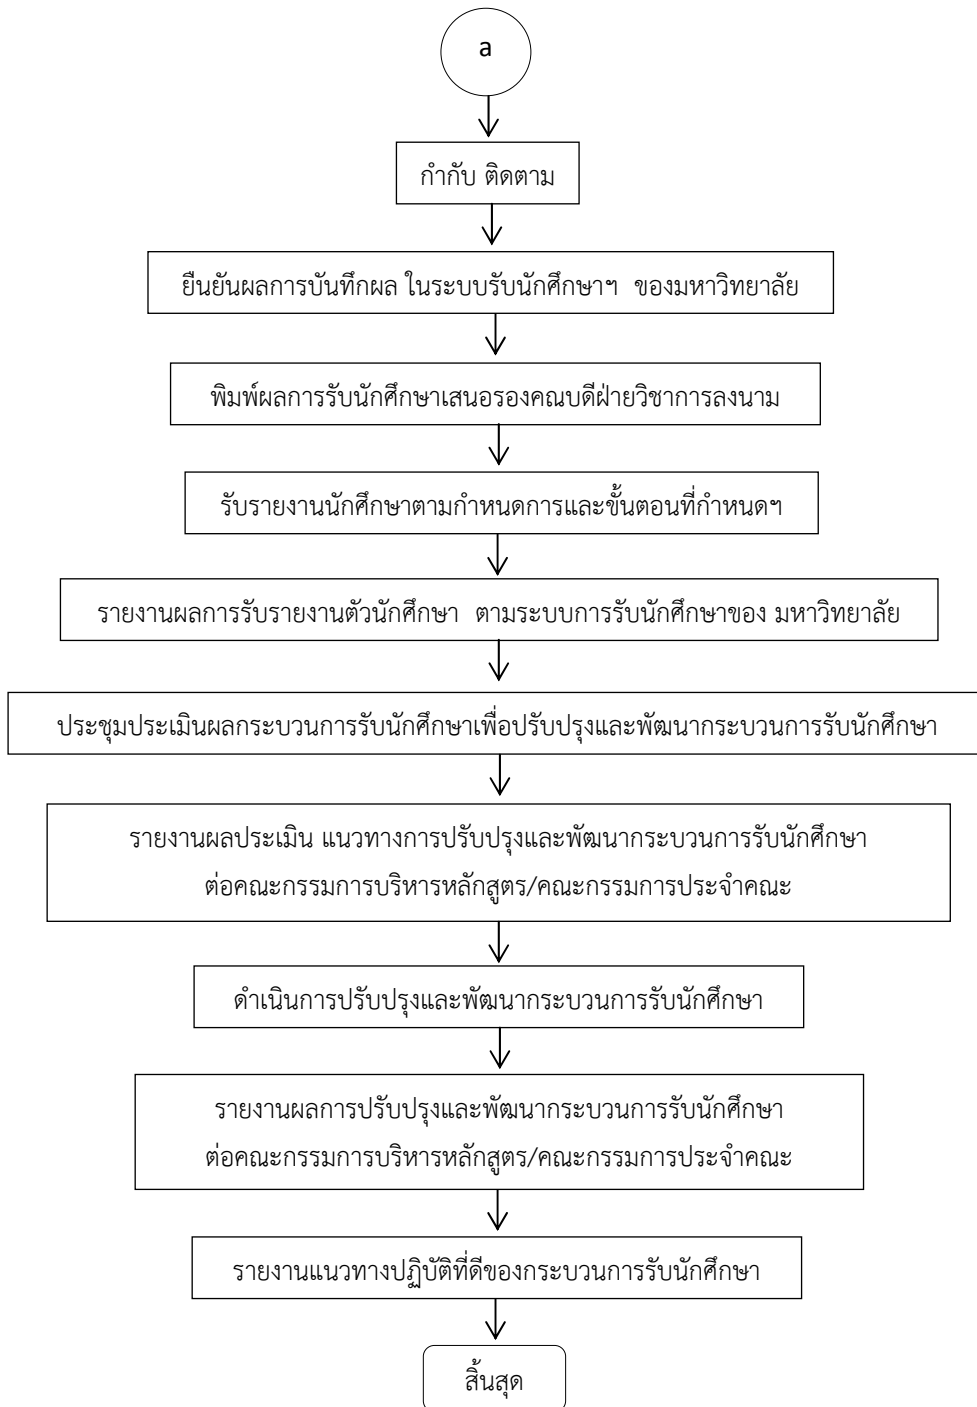 a
กำกับ ติดตาม
ยืนยันผลการบันทึกผล ในระบบรับนักศึกษาฯ ของมหาวิทยาลัย
พิมพ์ผลการรับนักศึกษาเสนอรองคณบดีฝ่ายวิชาการลงนาม
รับรายงานนักศึกษาตามกำหนดการและขั้นตอนที่กำหนดฯ
รายงานผลการรับรายงานตัวนักศึกษา ตามระบบการรับนักศึกษาของ มหาวิทยาลัย
ประชุมประเมินผลกระบวนการรับนักศึกษาเพื่อปรับปรุงและพัฒนากระบวนการรับนักศึกษา
รายงานผลประเมิน แนวทางการปรับปรุงและพัฒนากระบวนการรับนักศึกษา
ต่อคณะกรรมการบริหารหลักสูตร/คณะกรรมการประจำคณะ
ดำเนินการปรับปรุงและพัฒนากระบวนการรับนักศึกษา
รายงานผลการปรับปรุงและพัฒนากระบวนการรับนักศึกษา
ต่อคณะกรรมการบริหารหลักสูตร/คณะกรรมการประจำคณะ
รายงานแนวทางปฏิบัติที่ดีของกระบวนการรับนักศึกษา
สิ้นสุด